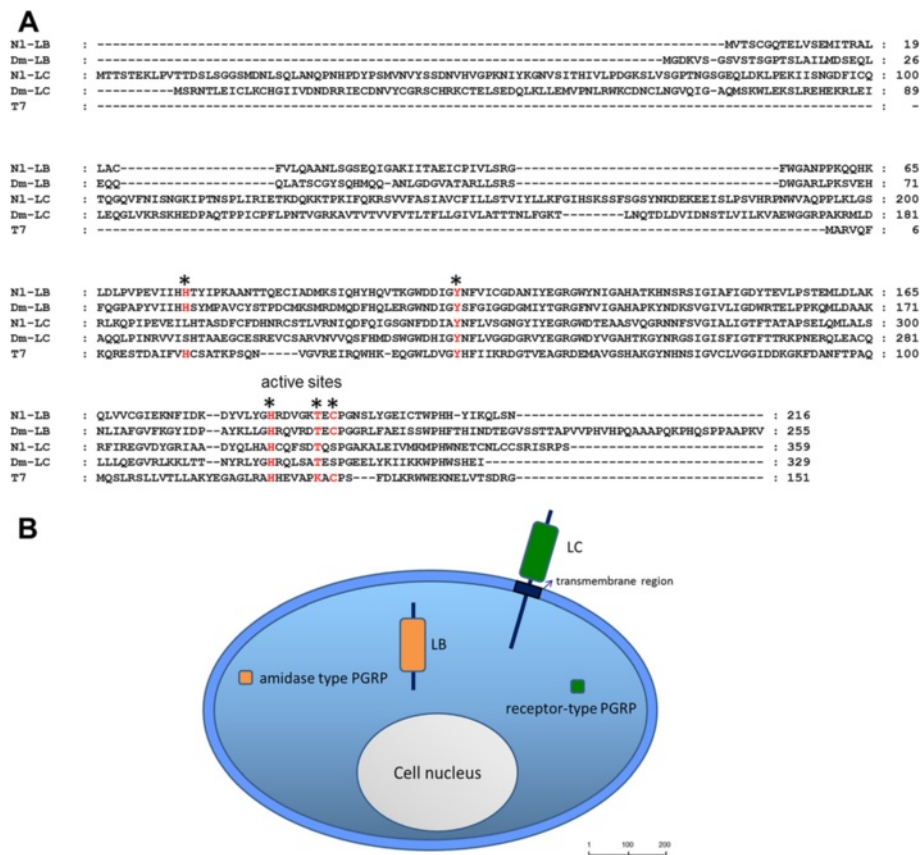 A
Nl-LB : --------------------------------------------------------------------------------MVTSCGQTELVSEMITRAL : 19
Dm-LB : ------------------------------------------------------------------------MGDKVS-GSVSTSGPTSLAILMDSEQL : 26
Nl-LC : MTTSTEKLPVTTDSLSGGSMDNLSQLANQPNHPDYPSMVNVYSSDNVHVGPKNIYKGNVSITHIVLPDGKSLVSGPTNGSGEQLDKLPEKIISNGDFICQ : 100
Dm-LC : ----------MSRNTLEICLKCHGIIVDNDRRIECDNVYCGRSCHRKCTELSEDQLKLLEMVPNLRWKCDNCLNGVQIG-AQMSKWLEKSLREHEKRLEI : 89
T7 : ---------------------------------------------------------------------------------------------------- : -
Nl-LB : LAC--------------------FVLQAANLSGSEQIGAKIITAEICPIVLSRG---------------------------------FWGANPPKQQHK : 65
Dm-LB : EQQ--------------------QLATSCGYSQHMQQ-ANLGDGVATARLLSRS---------------------------------DWGARLPKSVEH : 71
Nl-LC : TQGQVFNISNGKIPTNSPLIRIETKDQKKTPKIFQKRSVVFASIAVCFILLSTVIYLLKFGIHSKSSFGSYNKDEKEEISLPSVHRPNWVAQPPLKLGS : 200
Dm-LC : LEQGLVKRSKHEDPAQTPPICPFLPNTVGRKAVTVTVVFVTLTFLLGIVLATTTNLFGKT-------LNQTDLDVIDNSTLVILKVAEWGGRPAKRMLD : 181
T7 : ---------------------------------------------------------------------------------------------MARVQF : 6
* *
Nl-LB : LDLPVPEVIIHHTYIPKAANTTQECIADMKSIQHYHQVTKGWDDIGYNFVICGDANIYEGRGWYNIGAHATKHNSRSIGIAFIGDYTEVLPSTEMLDLAK : 165
Dm-LB : FQGPAPYVIIHHSYMPAVCYSTPDCMKSMRDMQDFHQLERGWNDIGYSFGIGGDGMIYTGRGFNVIGAHAPKYNDKSVGIVLIGDWRTELPPKQMLDAAK : 171
Nl-LC : RLKQPIPEVEILHTASDFCFDHNRCSTLVRNIQDFQIGSGNFDDIAYNFLVSGNGYIYEGRGWDTEAASVQGRNNFSVGIALIGTFTATAPSELQMLALS : 300
Dm-LC : AQQLPINRVVISHTAAEGCESREVCSARVNVVQSFHMDSWGWDHIGYNFLVGGDGRVYEGRGWDYVGAHTKGYNRGSIGISFIGTFTTRKPNERQLEACQ : 281
T7 : KQRESTDAIFVHCSATKPSQN-----VGVREIRQWHK-EQGWLDVGYHFIIKRDGTVEAGRDEMAVGSHAKGYNHNSIGVCLVGGIDDKGKFDANFTPAQ : 100
active sites
* * *
Nl-LB : QLVVCGIEKNFIDK--DYVLYGHRDVGKTECPGNSLYGEICTWPHH-YIKQLSN---------------------------------- : 216
Dm-LB : NLIAFGVFKGYIDP--AYKLLGHRQVRDTECPGGRLFAEISSWPHFTHINDTEGVSSTTAPVVPHVHPQAAAPQKPHQSPPAAPKV : 255
Nl-LC : RFIREGVDYGRIAA--DYQLHAHCQFSDTQSPGAKALEIVMKMPHWNETCNLCCRSISRPS-------------------------- : 359
Dm-LC : LLLQEGVRLKKLTT--NYRLYGHRQLSATESPGEELYKIIKKWPHWSHEI------------------------------------- : 329
T7 : MQSLRSLLVTLLAKYEGAGLRAHHEVAPKACPS---FDLKRWWEKNELVTSDRG--------------------------------- : 151
B
LC
transmembrane region
LB
amidase type PGRP
receptor-type PGRP
Cell nucleus
1 100 200